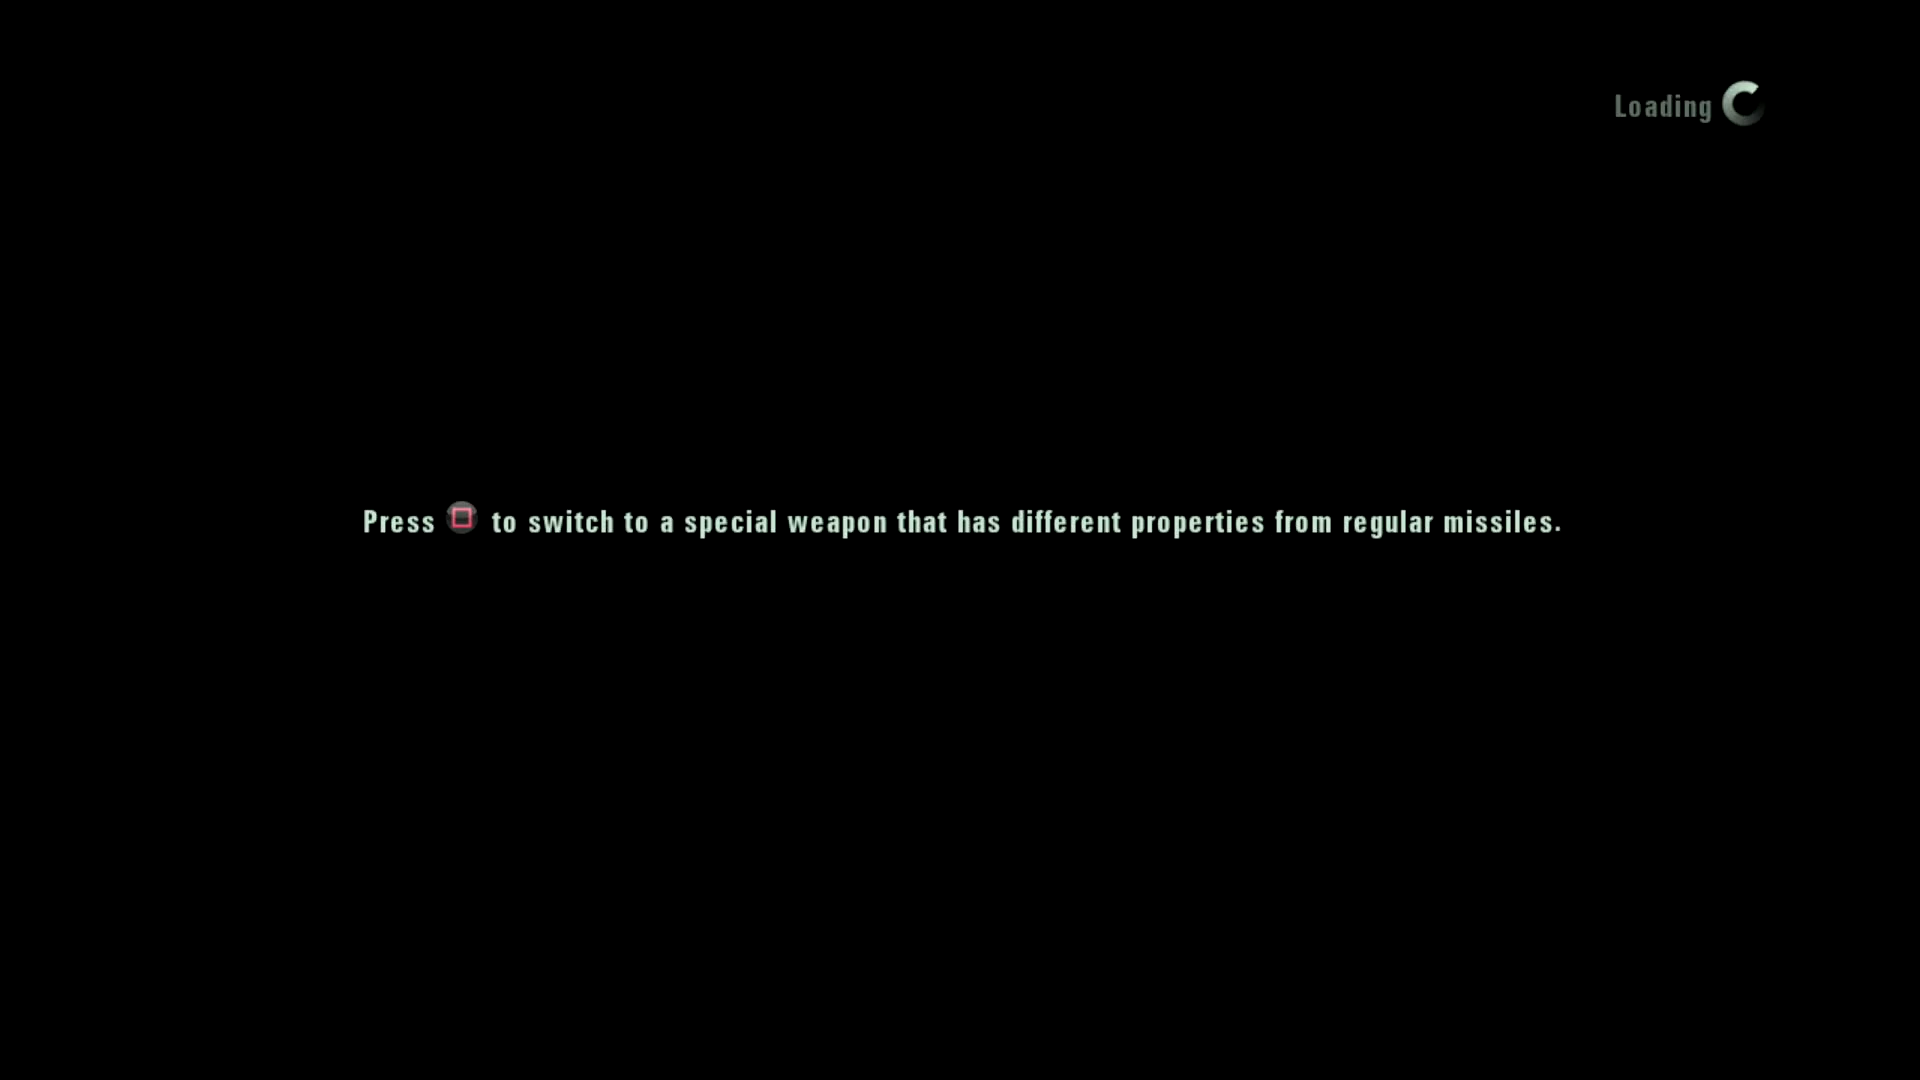 Loading
Press to switch to a special weapon that has different properties from regular missiles.